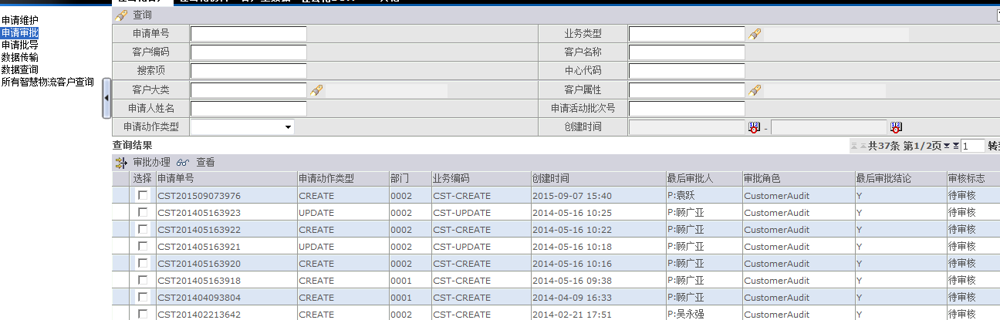 申请维护
申请审批
申请批导
数据传输
数据查询
所有智慧物流客户查询
查询
申请单号 业务类型
客户编码 客户名称
搜索项 中心代码
客户大类 客户属性
申请人姓名 申请活动批次号
申请动作类型 创建时间 -
查询结果 共37条 第1/2页 1 转
审批办理 查看
选择 申请单号 申请动作类型 部门 业务编码 创建时间 最后审批人 审批角色 最后审批结论 审核标志
CST201509073976 CREATE 0002 CST-CREATE 2015-09-07 15:40 P:袁跃 CustomerAudit Y 待审核
CST201405163923 UPDATE 0002 CST-UPDATE 2014-05-16 10:25 P:顾广亚 CustomerAudit Y 待审核
CST201405163922 CREATE 0002 CST-CREATE 2014-05-16 10:22 P:顾广亚 CustomerAudit Y 待审核
CST201405163921 UPDATE 0002 CST-UPDATE 2014-05-16 10:18 P:顾广亚 CustomerAudit Y 待审核
CST201405163920 CREATE 0002 CST-CREATE 2014-05-16 10:16 P:顾广亚 CustomerAudit Y 待审核
CST201405163918 CREATE 0001 CST-CREATE 2014-05-16 09:38 P:顾广亚 CustomerAudit Y 待审核
CST201404093804 CREATE 0001 CST-CREATE 2014-04-09 16:33 P:顾广亚 CustomerAudit Y 待审核
CST201402213642 CREATE 0002 CST-CREATE 2014-02-21 17:51 P:吴永强 CustomerAudit Y 待审核